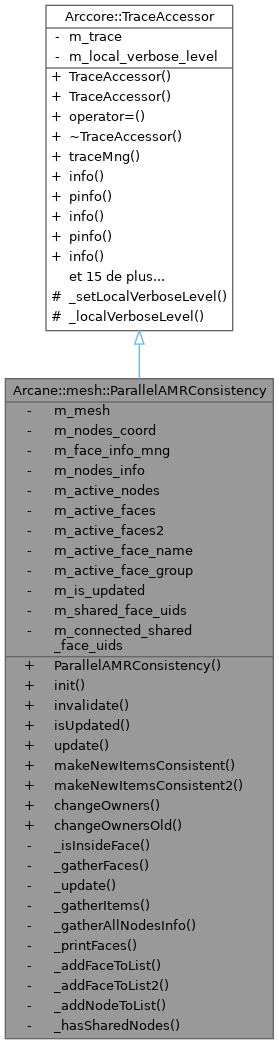 Arccore::TraceAccessor
- m_trace
- m_local_verbose_level
+ TraceAccessor()
+ TraceAccessor()
+ operator=()
+ ~TraceAccessor()
+ traceMng()
+ info()
+ pinfo()
+ info()
+ pinfo()
+ info()
et 15 de plus...
# _setLocalVerboseLevel()
# _localVerboseLevel()
Arcane::mesh::ParallelAMRConsistency
- m_mesh
- m_nodes_coord
- m_face_info_mng
- m_nodes_info
- m_active_nodes
- m_active_faces
- m_active_faces2
- m_active_face_name
- m_active_face_group
- m_is_updated
- m_shared_face_uids
- m_connected_shared
_face_uids
+ ParallelAMRConsistency()
+ init()
+ invalidate()
+ isUpdated()
+ update()
+ makeNewItemsConsistent()
+ makeNewItemsConsistent2()
+ changeOwners()
+ changeOwnersOld()
- _isInsideFace()
- _gatherFaces()
- _update()
- _gatherItems()
- _gatherAllNodesInfo()
- _printFaces()
- _addFaceToList()
- _addFaceToList2()
- _addNodeToList()
- _hasSharedNodes()